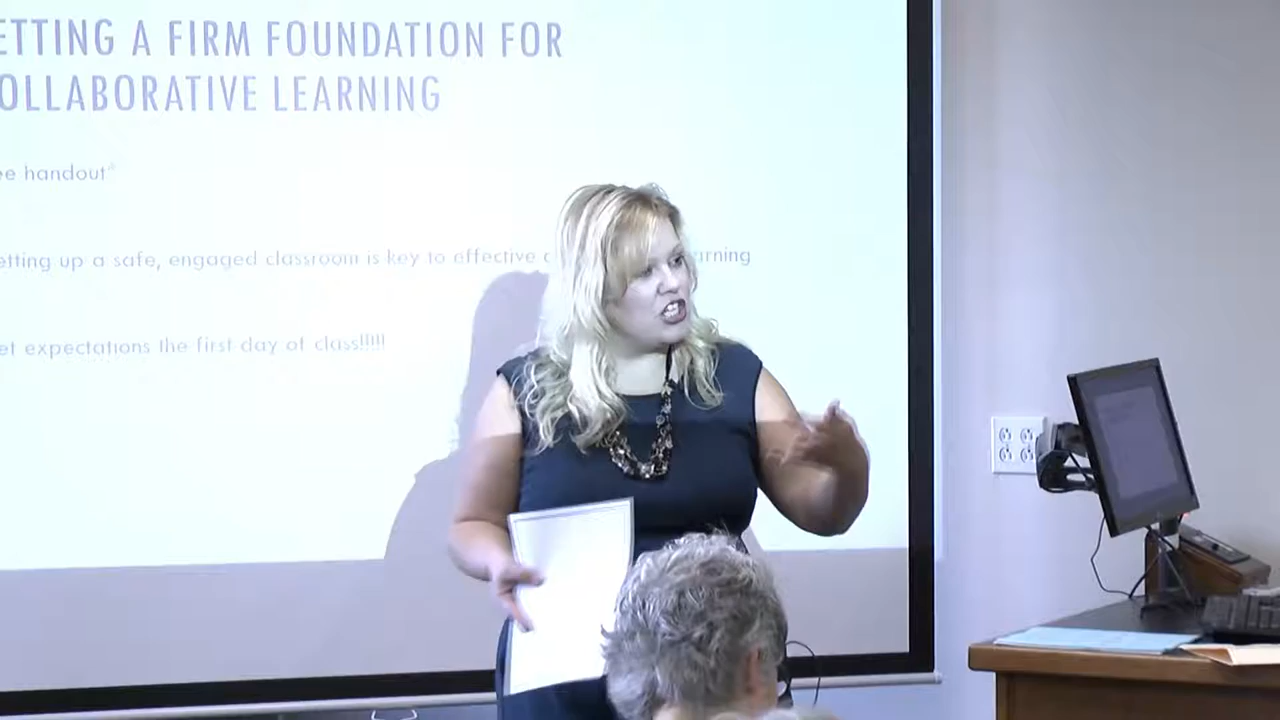 ETTING A FIRM FOUNDATION FOR
OLLABORATIVE LEARNING
ee handout*
etting up a safe, engaged classroom is key to effective c arning
et expectations the first day of class!!!!!